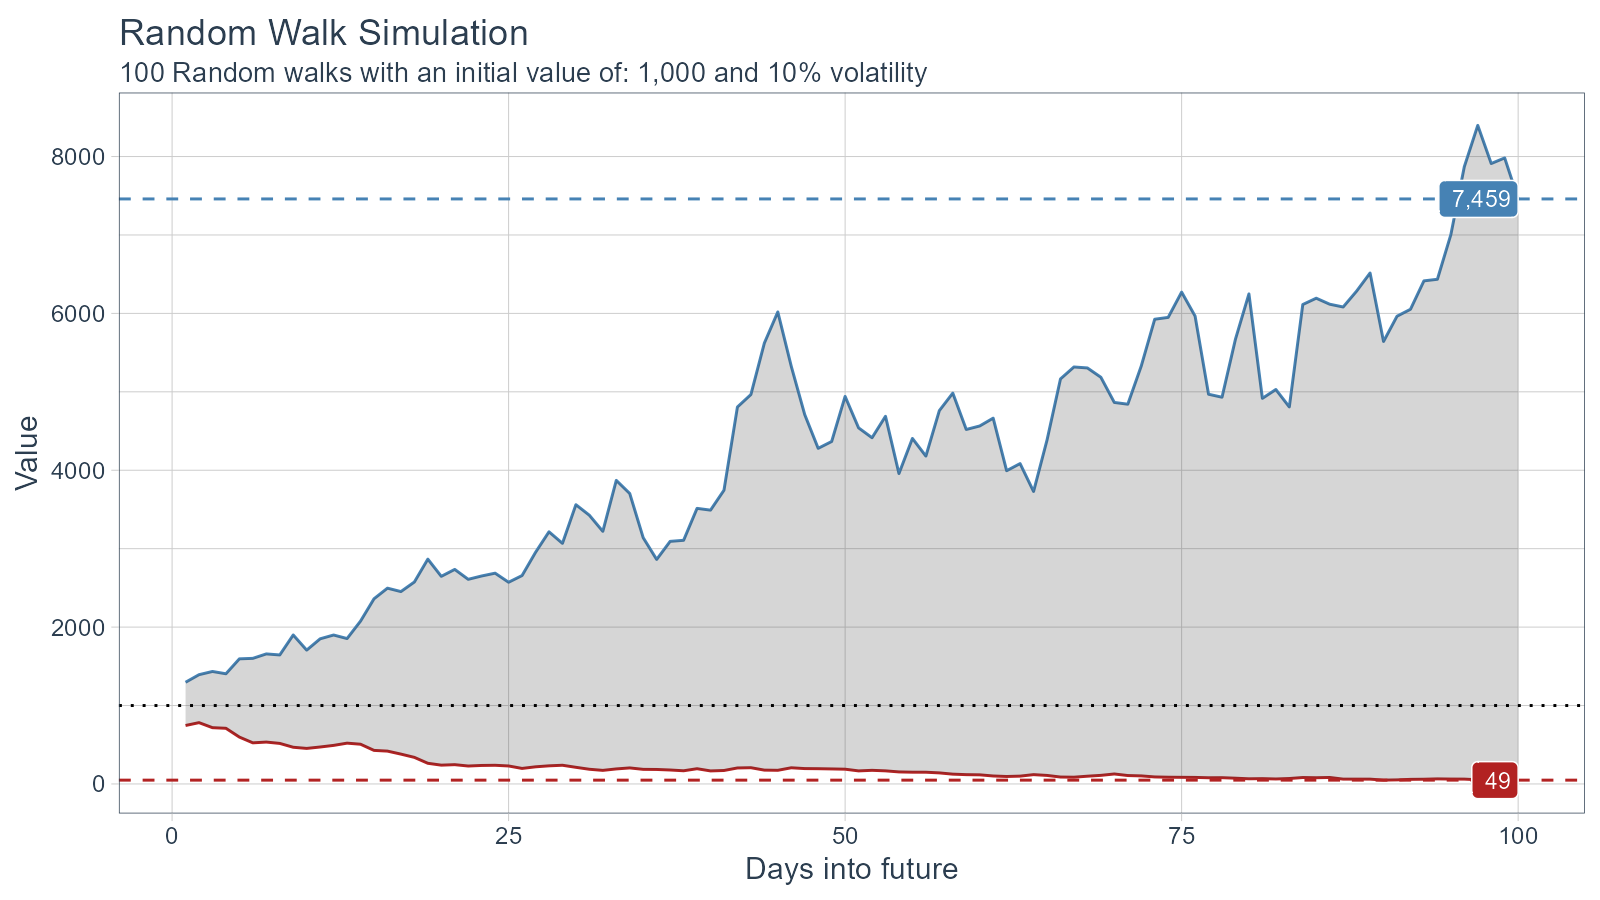 Random Walk Simulation
100 Random walks with an initial value of: 1,000 and 10% volatility
8000
7,459
6000
Value
4000
2000
0
49
0 25 50 75 100
Days into future